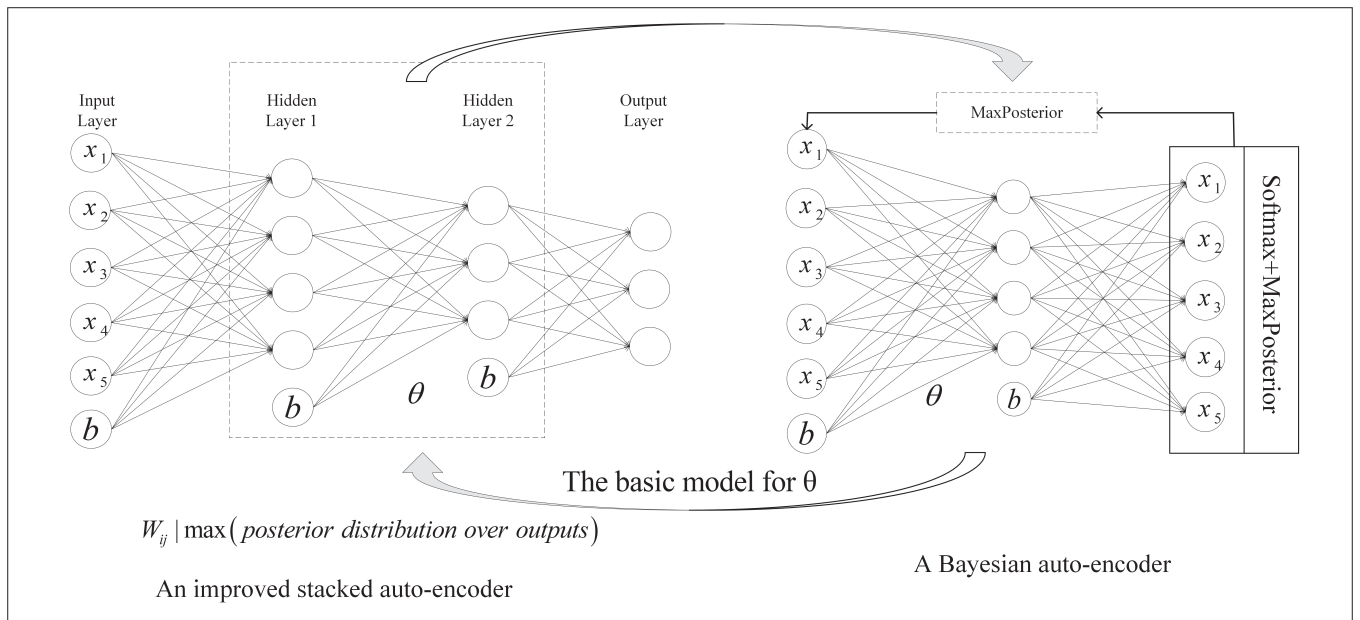 Input
Layer
Hidden
Layer 1
Hidden
Layer 2
Output
Layer
x1
x2
x3
x4
x5
b
b
θ
b
MaxPosterior
x1
x2
x3
x4
x5
b
θ
b
x1
x2
x3
x4
x5
Softmax+MaxPosterior
The basic model for θ
Wij | max(posterior distribution over outputs)
An improved stacked auto-encoder
A Bayesian auto-encoder